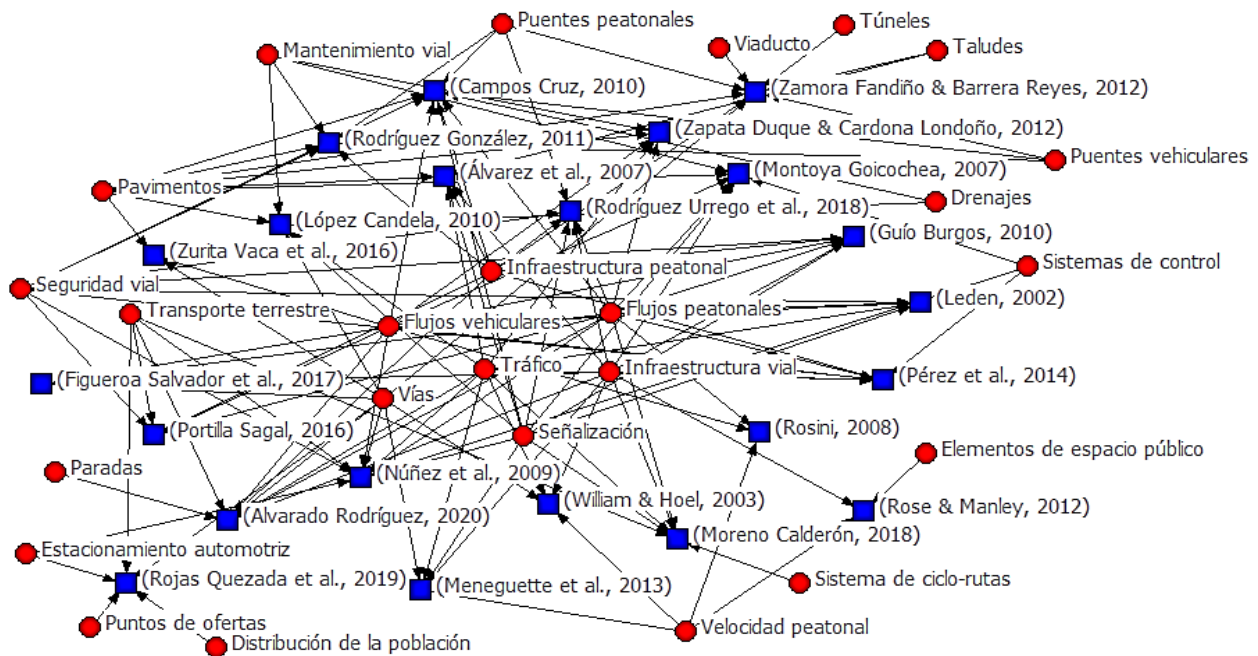 Puentes peatonales
Túneles
Mantenimiento vial
Viaducto
Taludes
(Campos Cruz, 2010)
(Zamora Fandiño & Barrera Reyes, 2012)
(Rodríguez González, 2011)
(Zapata Duque & Cardona Londoño, 2012)
Puentes vehiculares
Pavimentos
(Álvarez et al., 2007)
(Montoya Goicochea, 2007)
Drenajes
(López Candela, 2010)
(Rodríguez Urrego et al., 2018)
(Guío Burgos, 2010)
(Zurita Vaca et al., 2016)
Infraestructura peatonal
Sistemas de control
Seguridad vial
Transporte terrestre
(Leden, 2002)
Flujos vehiculares
Flujos peatonales
(Figueroa Salvador et al., 2017)
Vías
Tráfico
Infraestructura vial
(Pérez et al., 2014)
(Portilla Sagal, 2016)
Señalización
(Rosini, 2008)
Elementos de espacio público
Paradas
(Núñez et al., 2009)
(William & Hoel, 2003)
(Rose & Manley, 2012)
(Alvarado Rodríguez, 2020)
(Moreno Calderón, 2018)
Estacionamiento automotriz
(Rojas Quezada et al., 2019)
(Meneguette et al., 2013)
Sistema de ciclo-rutas
Puntos de ofertas
Velocidad peatonal
Distribución de la población